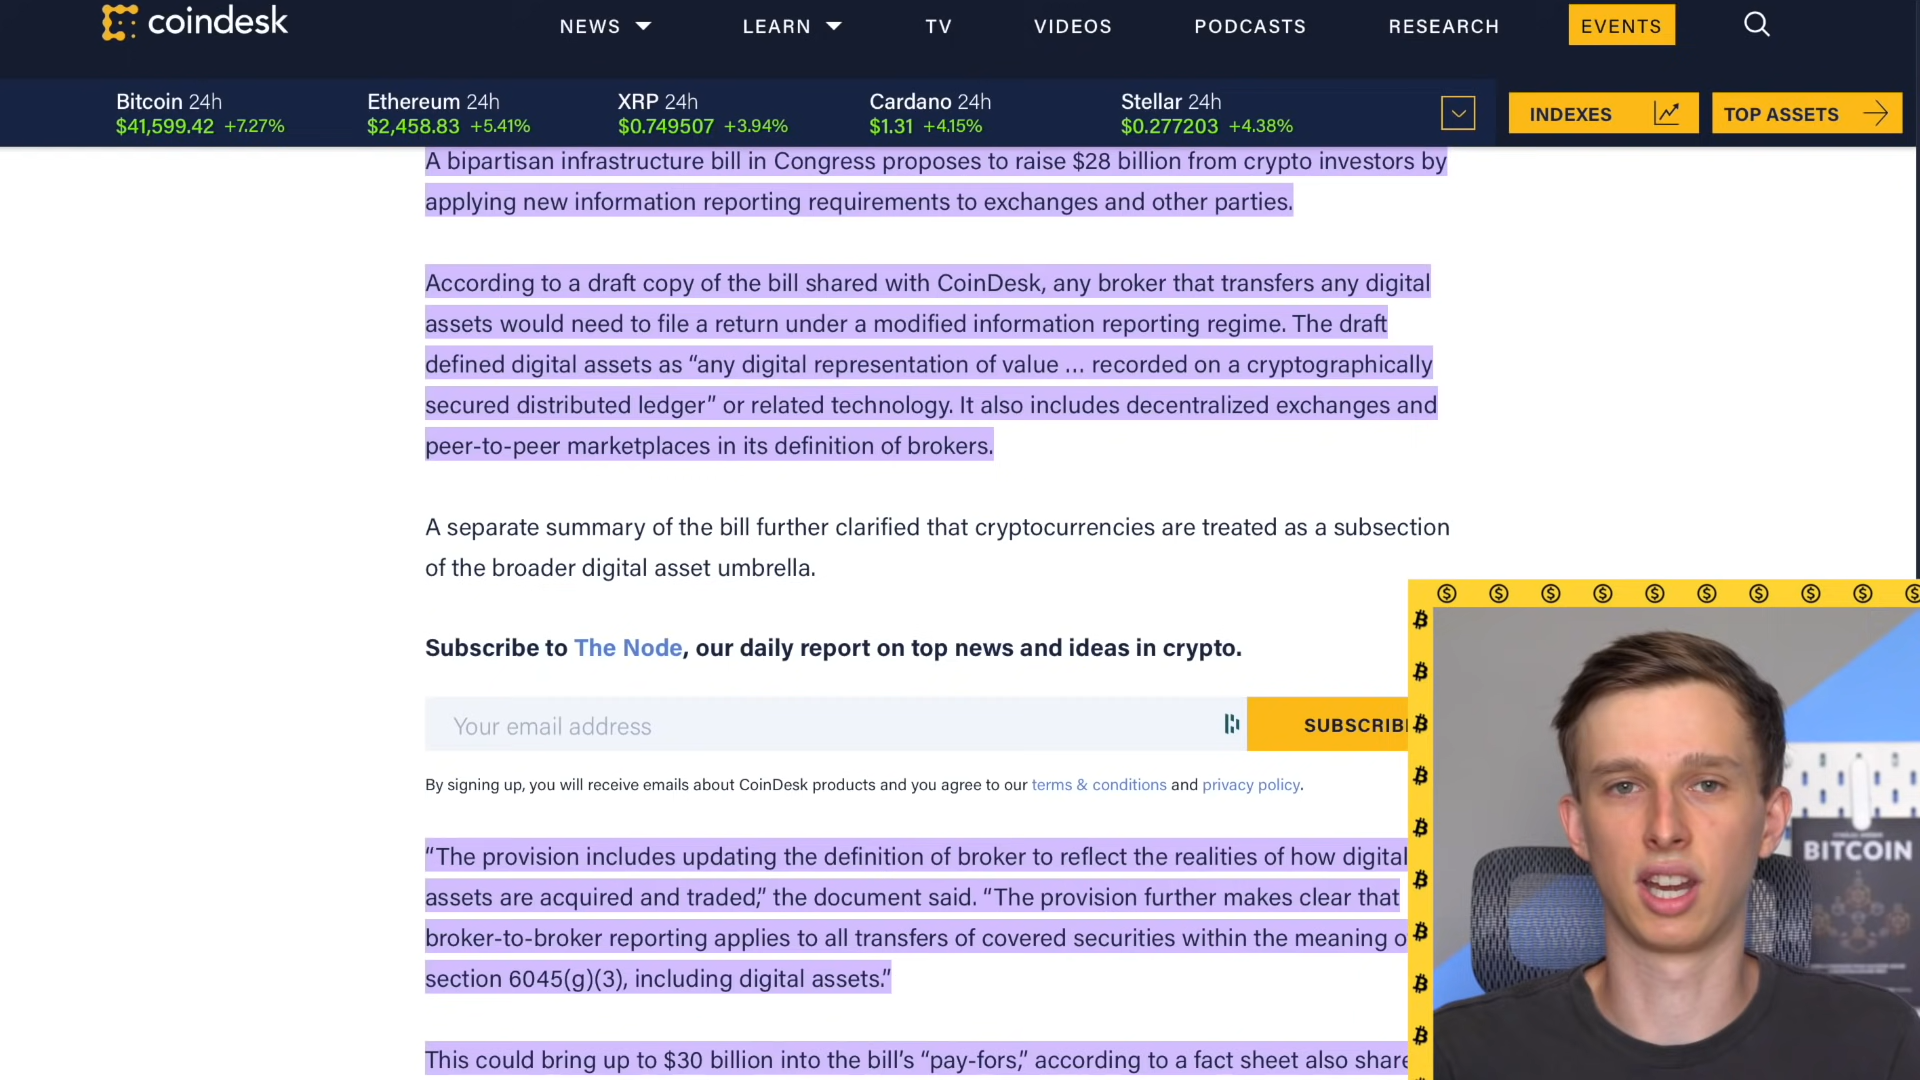 coindesk
NEWS LEARN TV VIDEOS PODCASTS RESEARCH EVENTS
Bitcoin 24h Ethereum 24h XRP 24h Cardano 24h Stellar 24h
$41,599.42 +7.27% $2,458.83 +5.41% $0.749507 +3.94% $1.31 +4.15% $0.277203 +4.38%
INDEXES TOP ASSETS
A bipartisan infrastructure bill in Congress proposes to raise $28 billion from crypto investors by
applying new information reporting requirements to exchanges and other parties.
According to a draft copy of the bill shared with CoinDesk, any broker that transfers any digital
assets would need to file a return under a modified information reporting regime. The draft
defined digital assets as “any digital representation of value … recorded on a cryptographically
secured distributed ledger” or related technology. It also includes decentralized exchanges and
peer-to-peer marketplaces in its definition of brokers.
A separate summary of the bill further clarified that cryptocurrencies are treated as a subsection
of the broader digital asset umbrella.
Subscribe to The Node, our daily report on top news and ideas in crypto.
Your email address
SUBSCRIB
By signing up, you will receive emails about CoinDesk products and you agree to our terms & conditions and privacy policy.
“The provision includes updating the definition of broker to reflect the realities of how digital
assets are acquired and traded,” the document said. “The provision further makes clear that
broker-to-broker reporting applies to all transfers of covered securities within the meaning o
section 6045(g)(3), including digital assets.”
This could bring up to $30 billion into the bill’s “pay-fors,” according to a fact sheet also share
BITCOIN